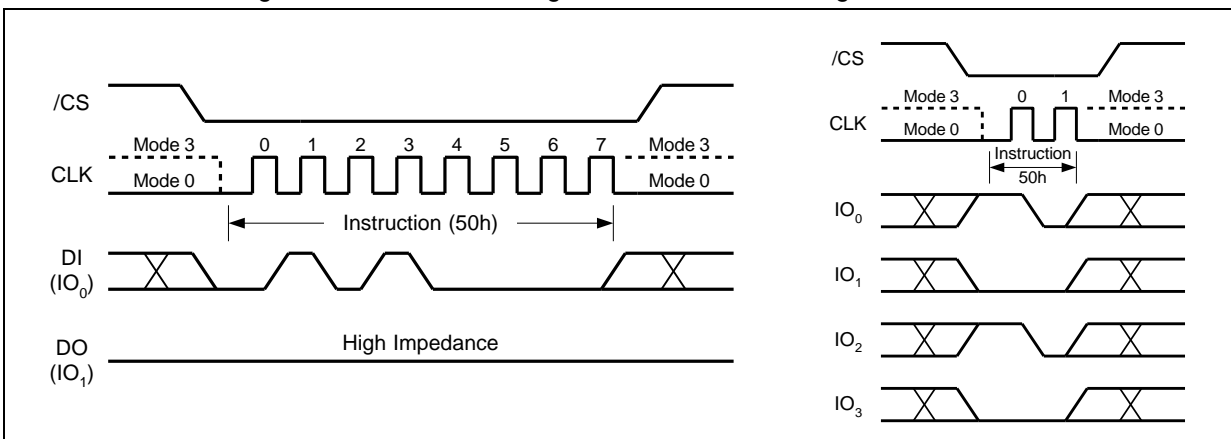 /CS
Mode 3 0 1 2 3 4 5 6 7 Mode 3
CLK
Mode 0 Mode 0
Instruction (50h)
DI
(IO0)
High Impedance
DO
(IO1)
/CS
Mode 3 0 1 Mode 3
CLK
Mode 0 Mode 0
Instruction
50h
IO0
IO1
IO2
IO3